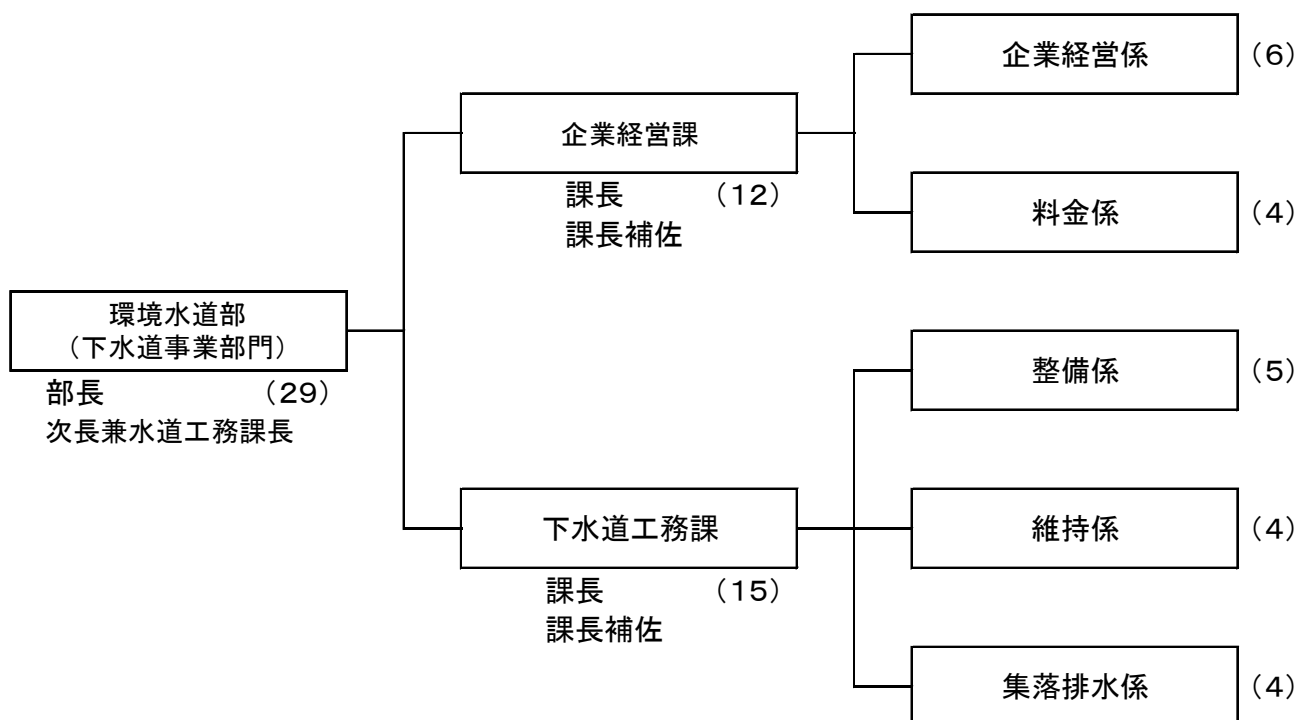 企業経営係 （6）
企業経営課
課長 （12）
課長補佐
料金係 （4）
環境水道部
（下水道事業部門）
部長 （29）
次長兼水道工務課長
整備係 （5）
下水道工務課
課長 （15）
課長補佐
維持係 （4）
集落排水係 （4）